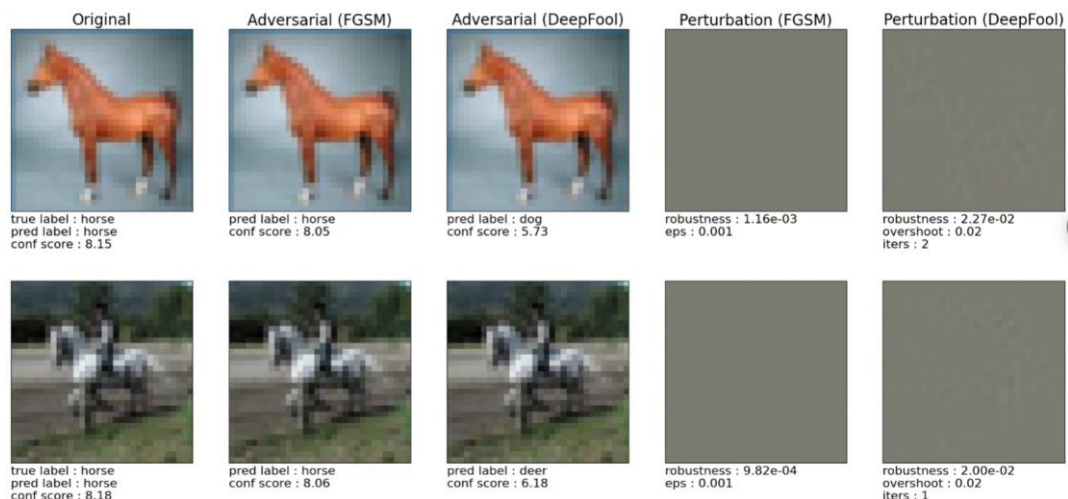 Original
Adversarial (FGSM)
Adversarial (DeepFool)
Perturbation (FGSM)
Perturbation (DeepFool)
true label : horse
pred label : horse
conf score : 8.15
pred label : horse
conf score : 8.05
pred label : dog
conf score : 5.73
robustness : 1.16e-03
eps : 0.001
robustness : 2.27e-02
overshoot : 0.02
iters : 2
true label : horse
pred label : horse
conf score : 8.18
pred label : horse
conf score : 8.06
pred label : deer
conf score : 6.18
robustness : 9.82e-04
eps : 0.001
robustness : 2.00e-02
overshoot : 0.02
iters : 1